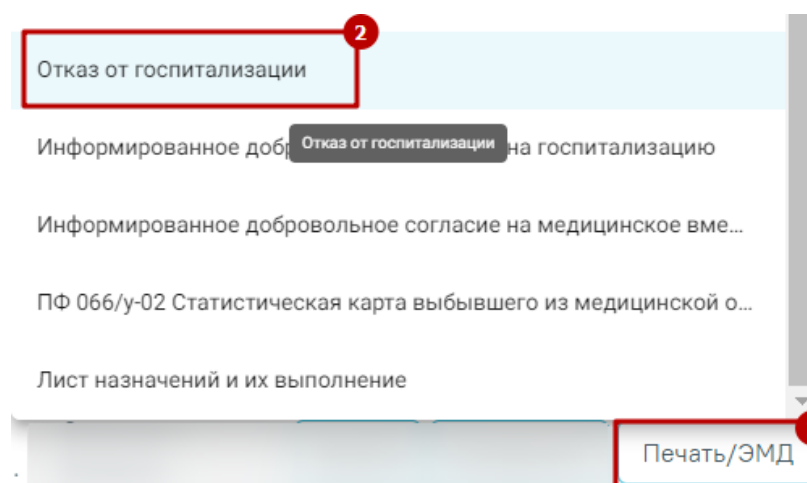 2
Отказ от госпитализации
Информированное доб
Отказ от госпитализации
на госпитализацию
Информированное добровольное согласие на медицинское вме...
ПФ 066/у-02 Статистическая карта выбывшего из медицинской о...
Лист назначений и их выполнение
Печать/ЭМД